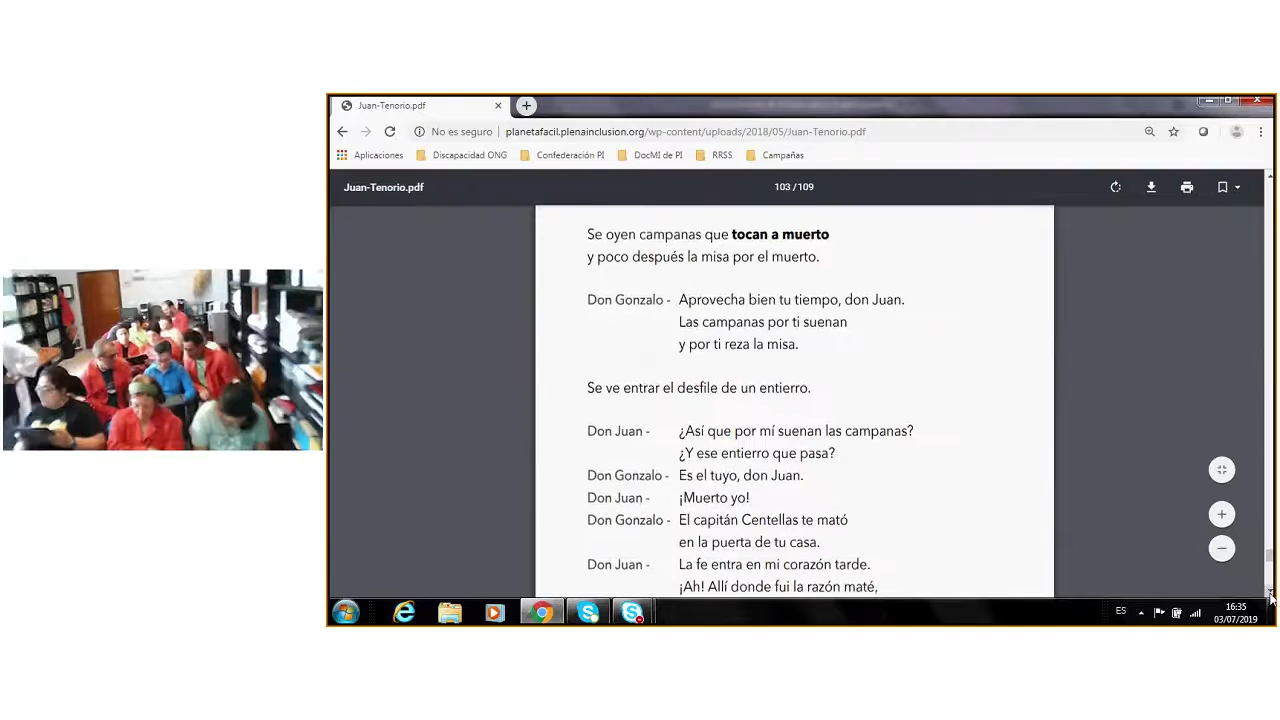 Juan-Tenorio.pdf
No es seguro planetafacil.plenainclusion.org/wp-content/uploads/2018/05/Juan-Tenorio.pdf
Aplicaciones Discapacidad ONG Confederación PI DocMI de PI RRSS Campañas
Juan-Tenorio.pdf 103 / 109
Se oyen campanas que tocan a muerto
y poco después la misa por el muerto.
Don Gonzalo - Aprovecha bien tu tiempo, don Juan.
Las campanas por ti suenan
y por ti reza la misa.
Se ve entrar el desfile de un entierro.
Don Juan - ¿Así que por mí suenan las campanas?
¿Y ese entierro que pasa?
Don Gonzalo - Es el tuyo, don Juan.
Don Juan - ¡Muerto yo!
Don Gonzalo - El capitán Centellas te mató
en la puerta de tu casa.
Don Juan - La fe entra en mi corazón tarde.
¡Ah! Allí donde fui la razón maté,
ES 16:35
03/07/2019